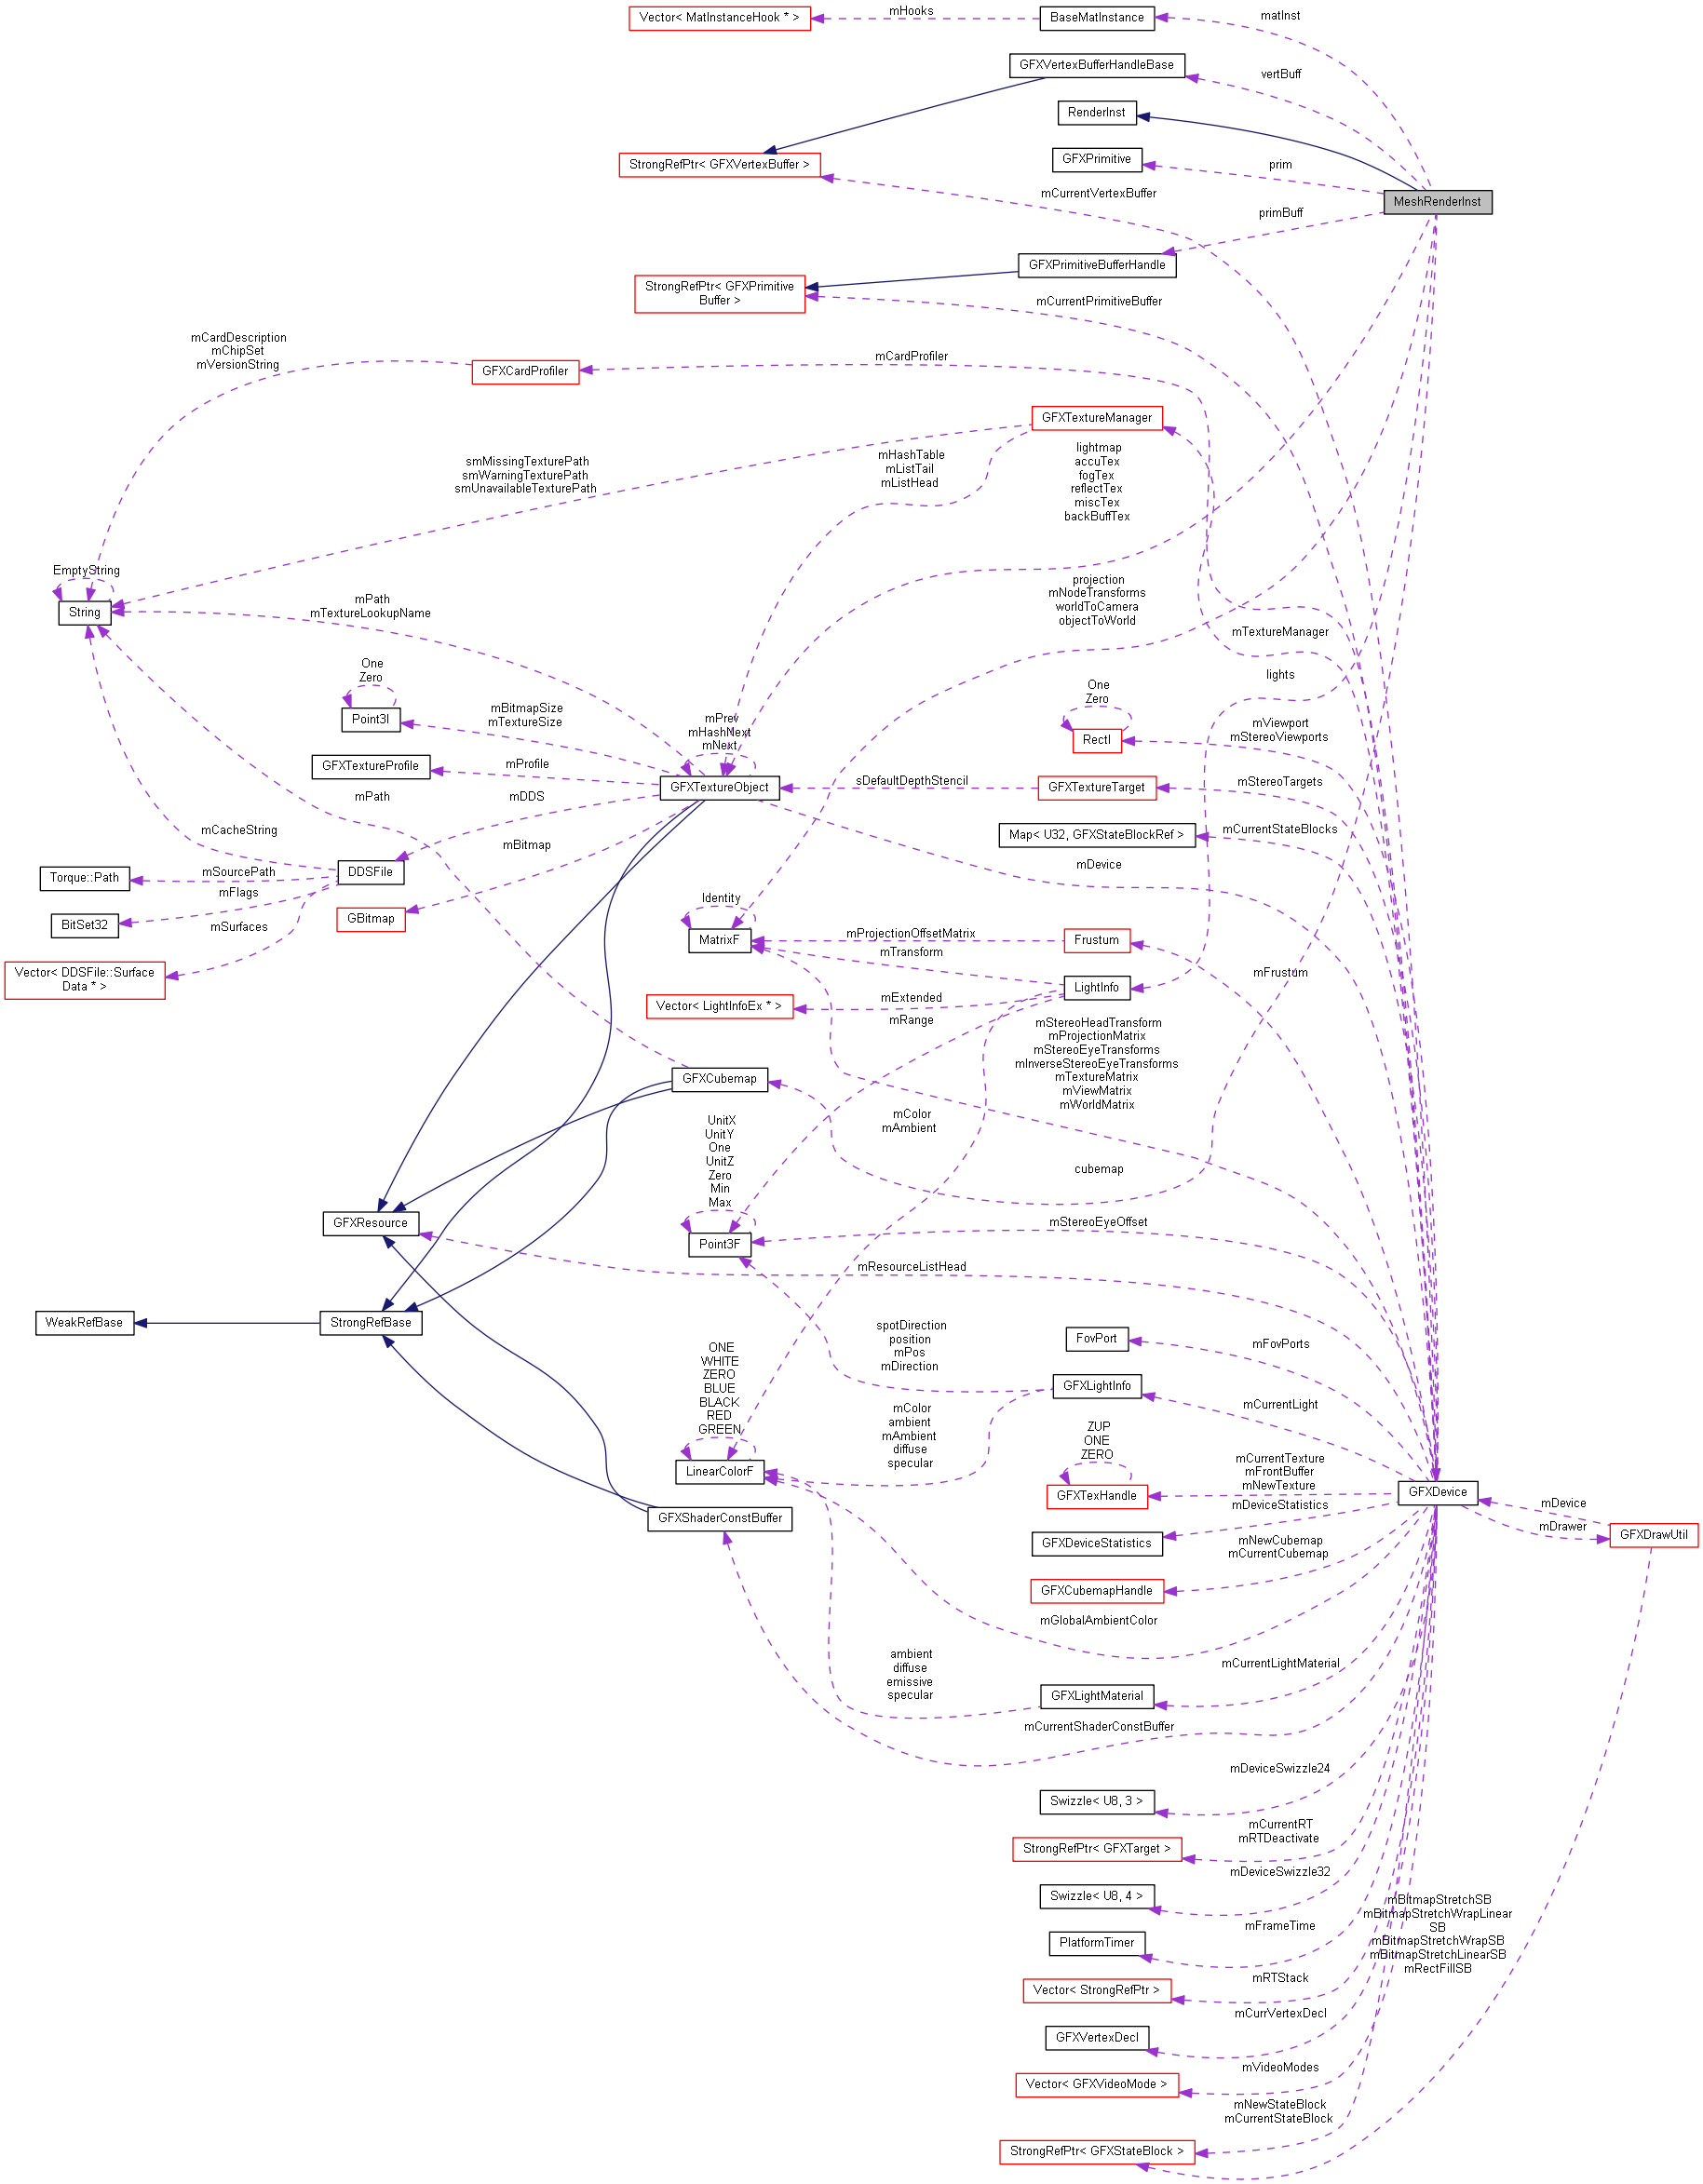 Vector< MatInstanceHook * >
mHooks
BaseMatInstance
matInst
GFXVertexBufferHandleBase
vertBuff
RenderInst
StrongRefPtr< GFXVertexBuffer >
GFXPrimitive
prim
mCurrentVertexBuffer
MeshRenderInst
primBuff
GFXPrimitiveBufferHandle
StrongRefPtr< GFXPrimitive
Buffer >
mCurrentPrimitiveBuffer
mCardDescription
mChipSet
mVersionString
GFXCardProfiler
mCardProfiler
GFXTextureManager
smMissingTexturePath
smWarningTexturePath
smUnavailableTexturePath
mHashTable
mListTail
mListHead
lightmap
accuTex
fogTex
reflectTex
miscTex
backBuffTex
EmptyString
String
mPath
mTextureLookupName
projection
mNodeTransforms
worldToCamera
objectToWorld
mTextureManager
lights
One
Zero
Point3I
mBitmapSize
mTextureSize
mPrev
mHashNext
mNext
One
Zero
RectI
mViewport
mStereoViewports
GFXTextureProfile
mProfile
GFXTextureObject
sDefaultDepthStencil
GFXTextureTarget
mStereoTargets
mPath
mDDS
mCacheString
mBitmap
Map< U32, GFXStateBlockRef >
mCurrentStateBlocks
mDevice
Torque::Path
mSourcePath
DDSFile
mFlags
BitSet32
mSurfaces
GBitmap
Identity
MatrixF
mProjectionOffsetMatrix
mTransform
Frustum
mFrustum
Vector< DDSFile::Surface
Data * >
LightInfo
Vector< LightInfoEx * >
mExtended
mRange
mStereoHeadTransform
mProjectionMatrix
mStereoEyeTransforms
mInverseStereoEyeTransforms
mTextureMatrix
mViewMatrix
mWorldMatrix
GFXCubemap
mColor
mAmbient
UnitX
UnitY
One
UnitZ
Zero
Min
Max
cubemap
GFXResource
Point3F
mStereoEyeOffset
mResourceListHead
WeakRefBase
StrongRefBase
spotDirection
position
mPos
mDirection
FovPort
mFovPorts
ONE
WHITE
ZERO
BLUE
BLACK
RED
GREEN
GFXLightInfo
mCurrentLight
mColor
ambient
mAmbient
diffuse
specular
LinearColorF
ZUP
ONE
ZERO
GFXTexHandle
mCurrentTexture
mFrontBuffer
mNewTexture
GFXDevice
mDevice
mDrawer
GFXDrawUtil
GFXShaderConstBuffer
mDeviceStatistics
GFXDeviceStatistics
mNewCubemap
mCurrentCubemap
GFXCubemapHandle
mGlobalAmbientColor
ambient
diffuse
emissive
specular
mCurrentLightMaterial
GFXLightMaterial
mCurrentShaderConstBuffer
mDeviceSwizzle24
Swizzle< U8, 3 >
mCurrentRT
mRTDeactivate
StrongRefPtr< GFXTarget >
mDeviceSwizzle32
Swizzle< U8, 4 >
mBitmapStretchSB
mBitmapStretchWrapLinear
SB
mBitmapStretchWrapSB
mBitmapStretchLinearSB
mRectFillSB
mFrameTime
PlatformTimer
mRTStack
Vector< StrongRefPtr >
mCurrVertexDecl
GFXVertexDecl
mVideoModes
Vector< GFXVideoMode >
mNewStateBlock
mCurrentStateBlock
StrongRefPtr< GFXStateBlock >